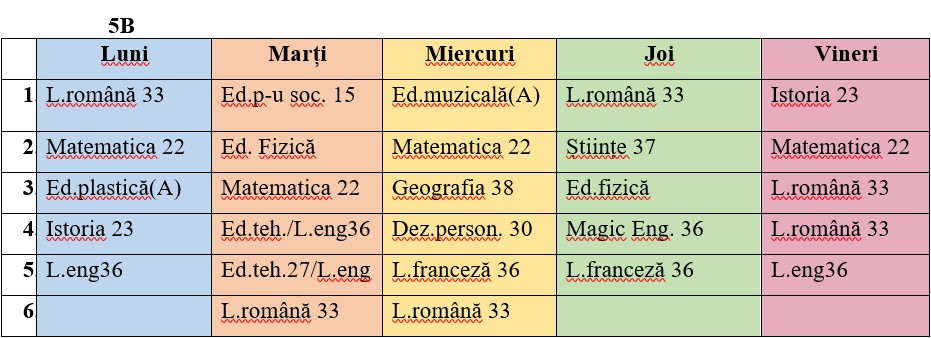 5B
Luni Marți Miercuri Joi Vineri
1. L.română 33 Ed.p-u soc. 15 Ed.muzicală(A) L.română 33 Istoria 23
2. Matematica 22 Ed. Fizică Matematica 22 Științe 37 Matematica 22
3. Ed.plastică(A) Matematica 22 Geografia 38 Ed.fizică L.română 33
4. Istoria 23 Ed.teh./L.eng36 Dez.person. 30 Magic Eng. 36 L.română 33
5. L.eng36 Ed.teh.27/L.eng L.franceză 36 L.franceză 36 L.eng36
6. L.română 33 L.română 33